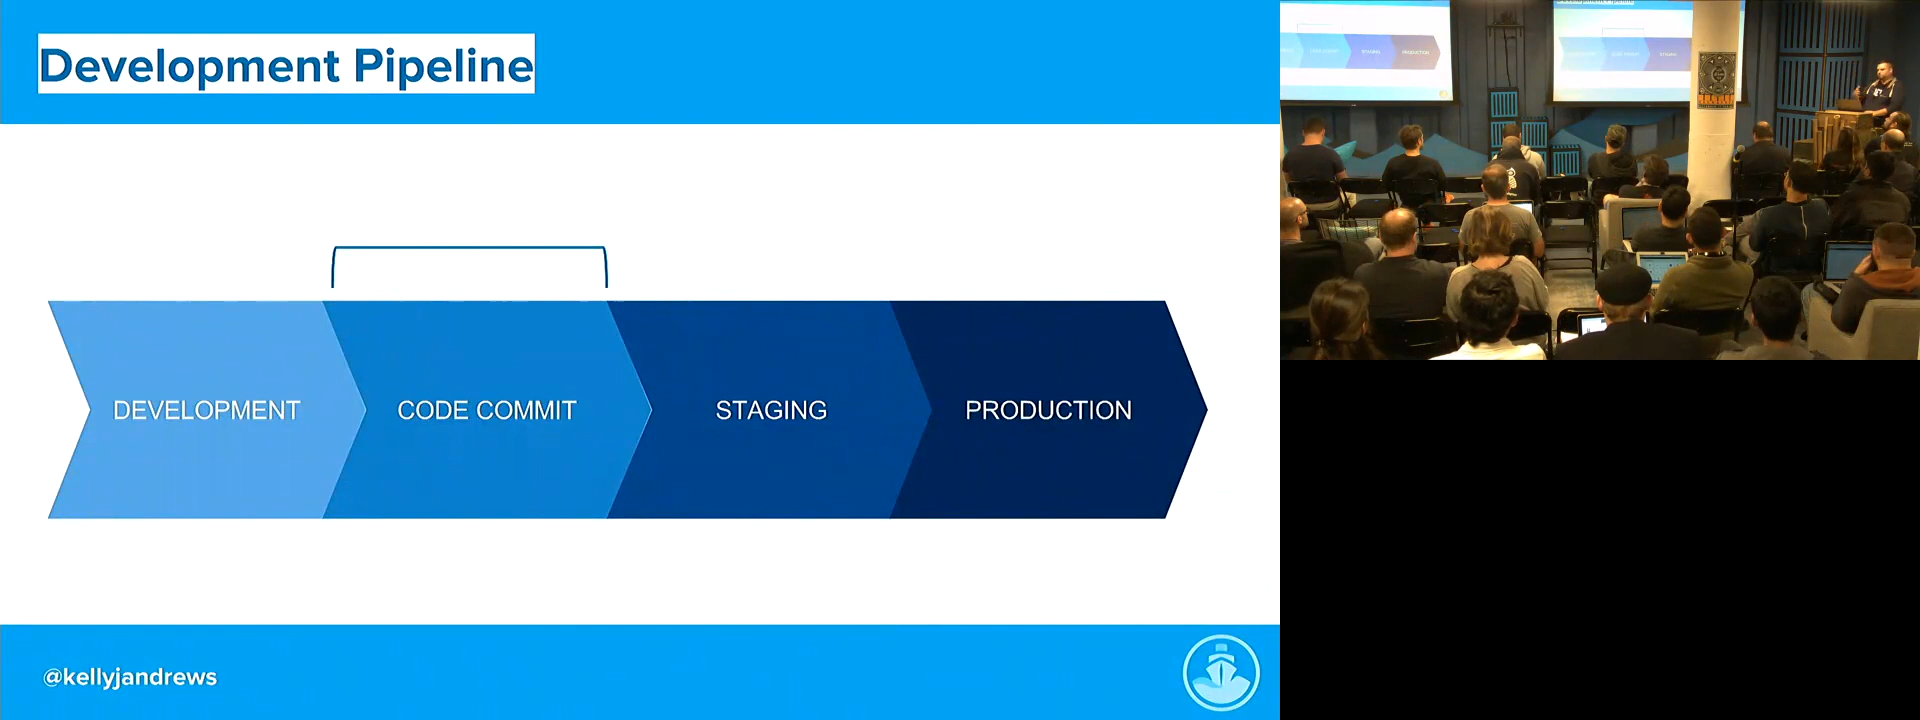 Development Pipeline
DEVELOPMENT
CODE COMMIT
STAGING
PRODUCTION
@kellyjandrews